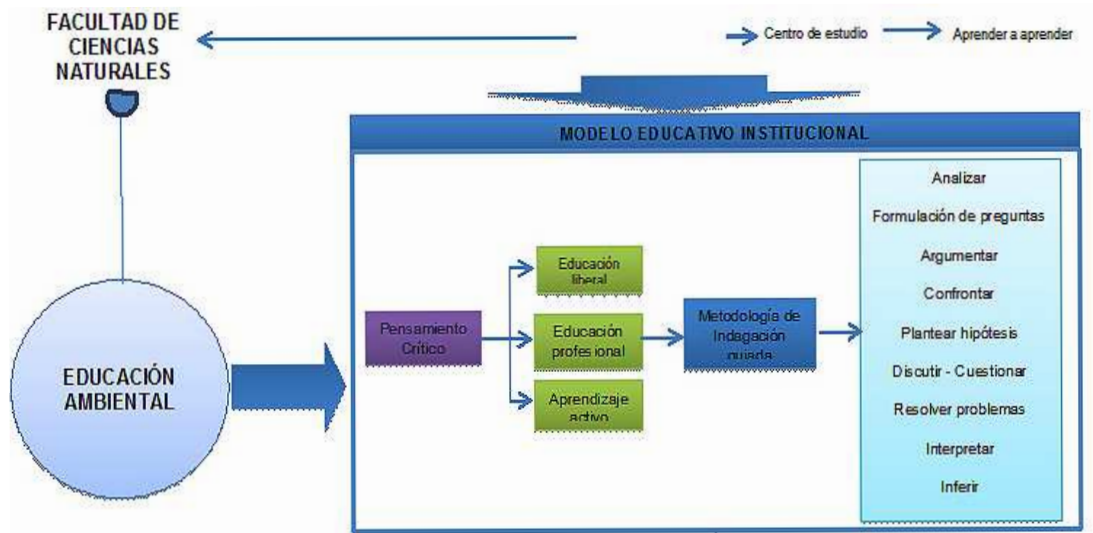 FACULTAD DE
CIENCIAS
NATURALES
Centro de estudio
Aprender a aprender
MODELO EDUCATIVO INSTITUCIONAL
EDUCACIÓN
AMBIENTAL
Pensamiento
Crítico
Educación
liberal
Educación
profesional
Aprendizaje
activo
Metodología de
Indagación
guiada
Analizar
Formulación de preguntas
Argumentar
Confrontar
Plantear hipótesis
Discutir - Cuestionar
Resolver problemas
Interpretar
Inferir